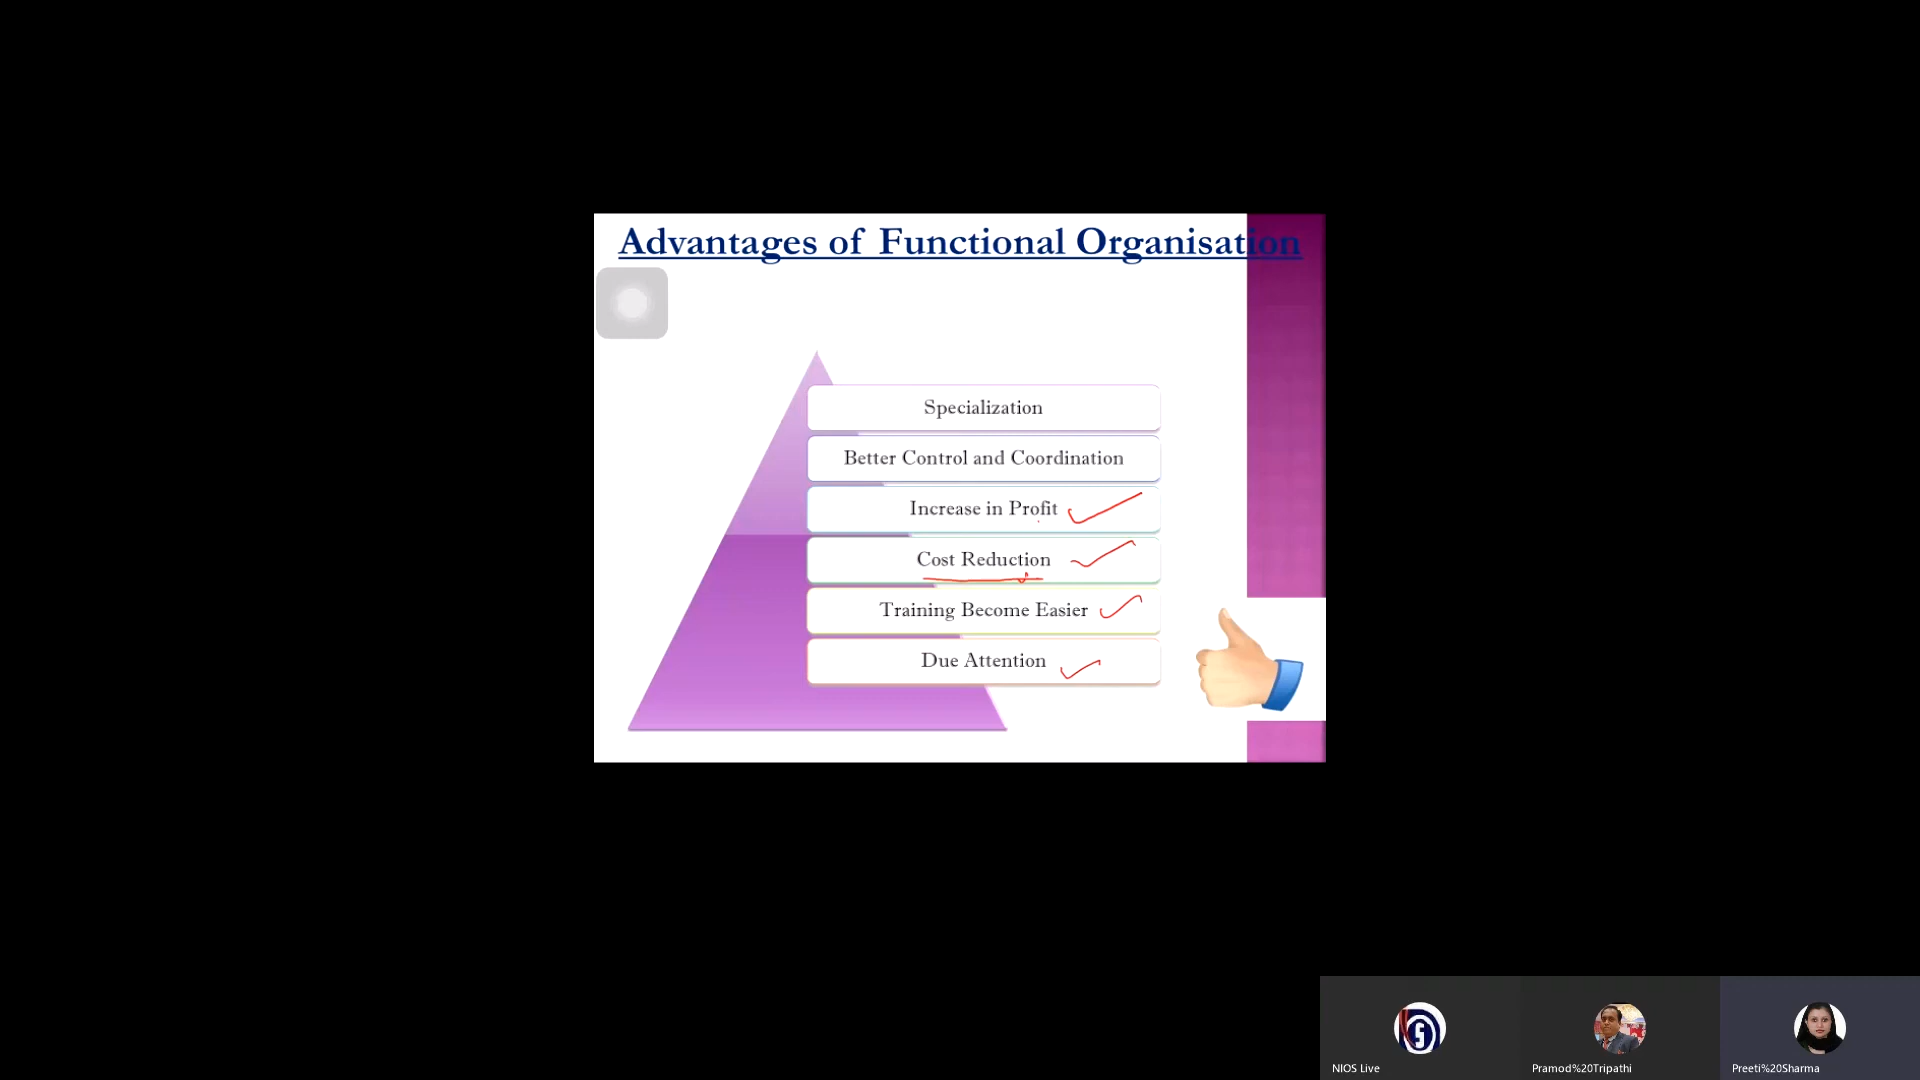 Advantages of Functional Organisation
Specialization
Better Control and Coordination
Increase in Profit
Cost Reduction
Training Become Easier
Due Attention
NIOS Live
Pramod%20Tripathi
Preeti%20Sharma